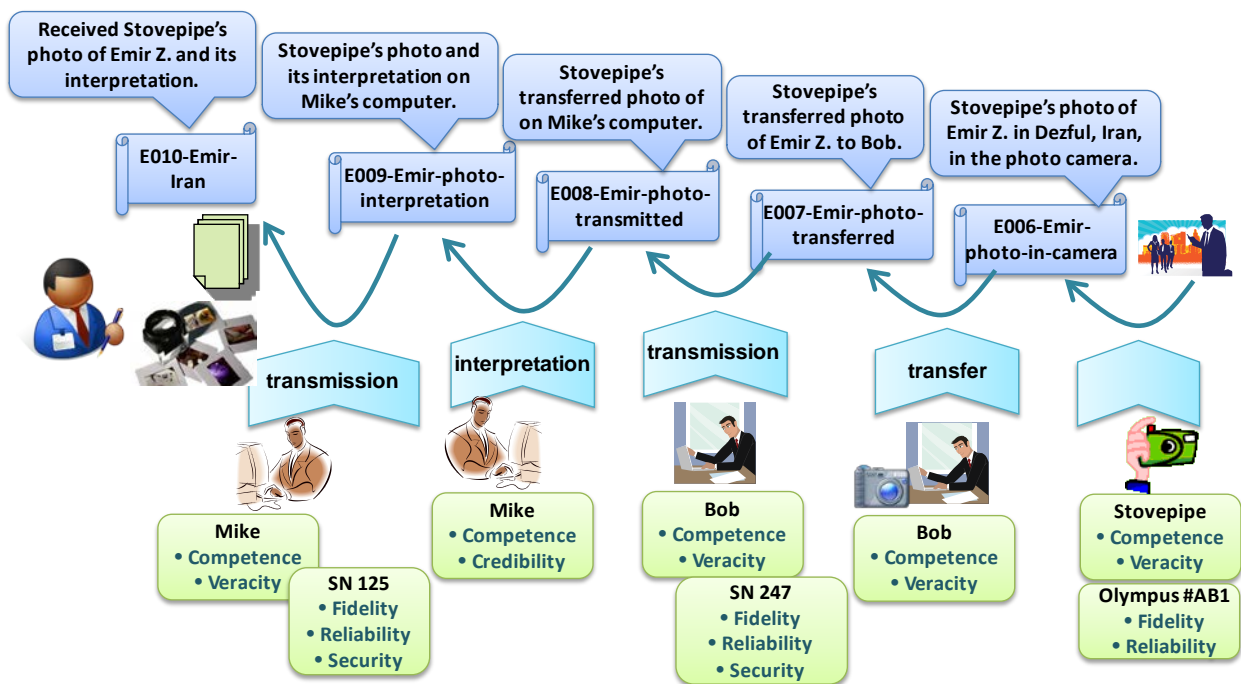 Received Stovepipe's
photo of Emir Z. and its
interpretation.
Stovepipe's photo and
its interpretation on
Mike's computer.
Stovepipe's
transferred photo of
on Mike's computer.
Stovepipe's
transferred photo
of Emir Z. to Bob.
Stovepipe's photo of
Emir Z. in Dezful, Iran,
in the photo camera.
E010-Emir-
Iran
E009-Emir-photo-
interpretation
E008-Emir-photo-
transmitted
E007-Emir-photo-
transferred
E006-Emir-
photo-in-camera
transmission
interpretation
transmission
transfer
Mike
• Competence
• Veracity
SN 125
• Fidelity
• Reliability
• Security
Mike
• Competence
• Credibility
Bob
• Competence
• Veracity
SN 247
• Fidelity
• Reliability
• Security
Bob
• Competence
• Veracity
Stovepipe
• Competence
• Veracity
Olympus #AB1
• Fidelity
• Reliability